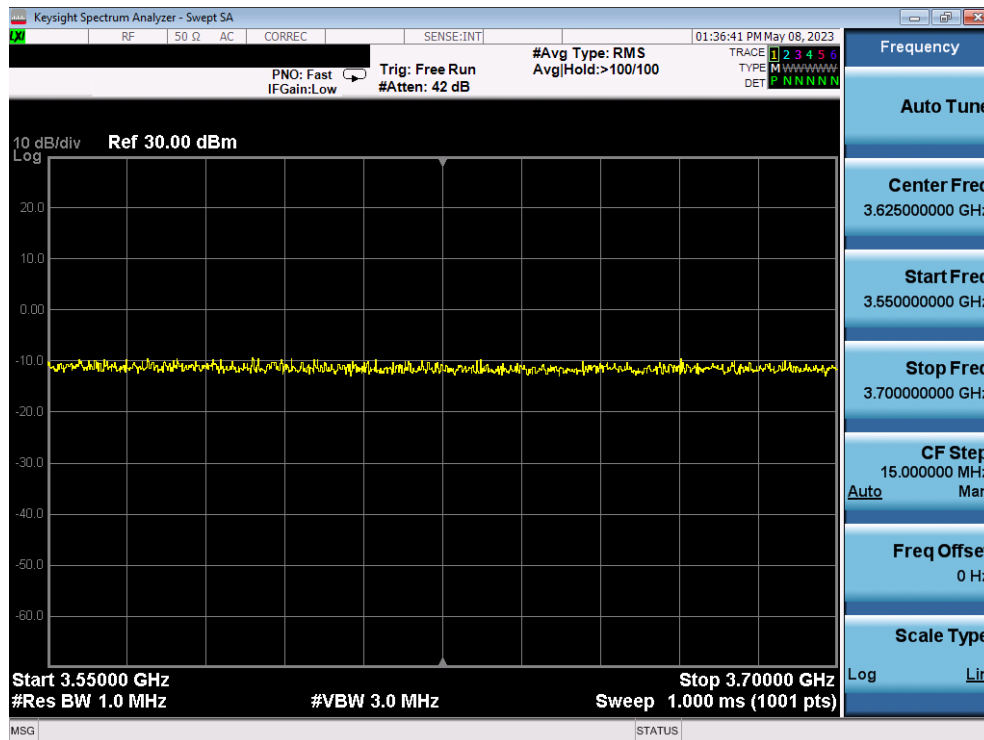 Keysight Spectrum Analyzer - Swept SA
LXI RF 50 Ω AC CORREC SENSE:INT 01:36:41 PM May 08, 2023
#Avg Type: RMS TRACE 1 2 3 4 5 6
PNO: Fast Trig: Free Run Avg|Hold:>100/100 TYPE M W W W W W
IFGain:Low #Atten: 42 dB DET P N N N N N
10 dB/div Ref 30.00 dBm
Log
20.0
10.0
0.00
-10.0
-20.0
-30.0
-40.0
-50.0
-60.0
Start 3.55000 GHz Stop 3.70000 GHz
#Res BW 1.0 MHz #VBW 3.0 MHz Sweep 1.000 ms (1001 pts)
MSG STATUS
Frequency
Auto Tune
Center Freq
3.625000000 GHz
Start Freq
3.550000000 GHz
Stop Freq
3.700000000 GHz
CF Step
15.000000 MHz
Auto Man
Freq Offset
0 Hz
Scale Type
Log Lin